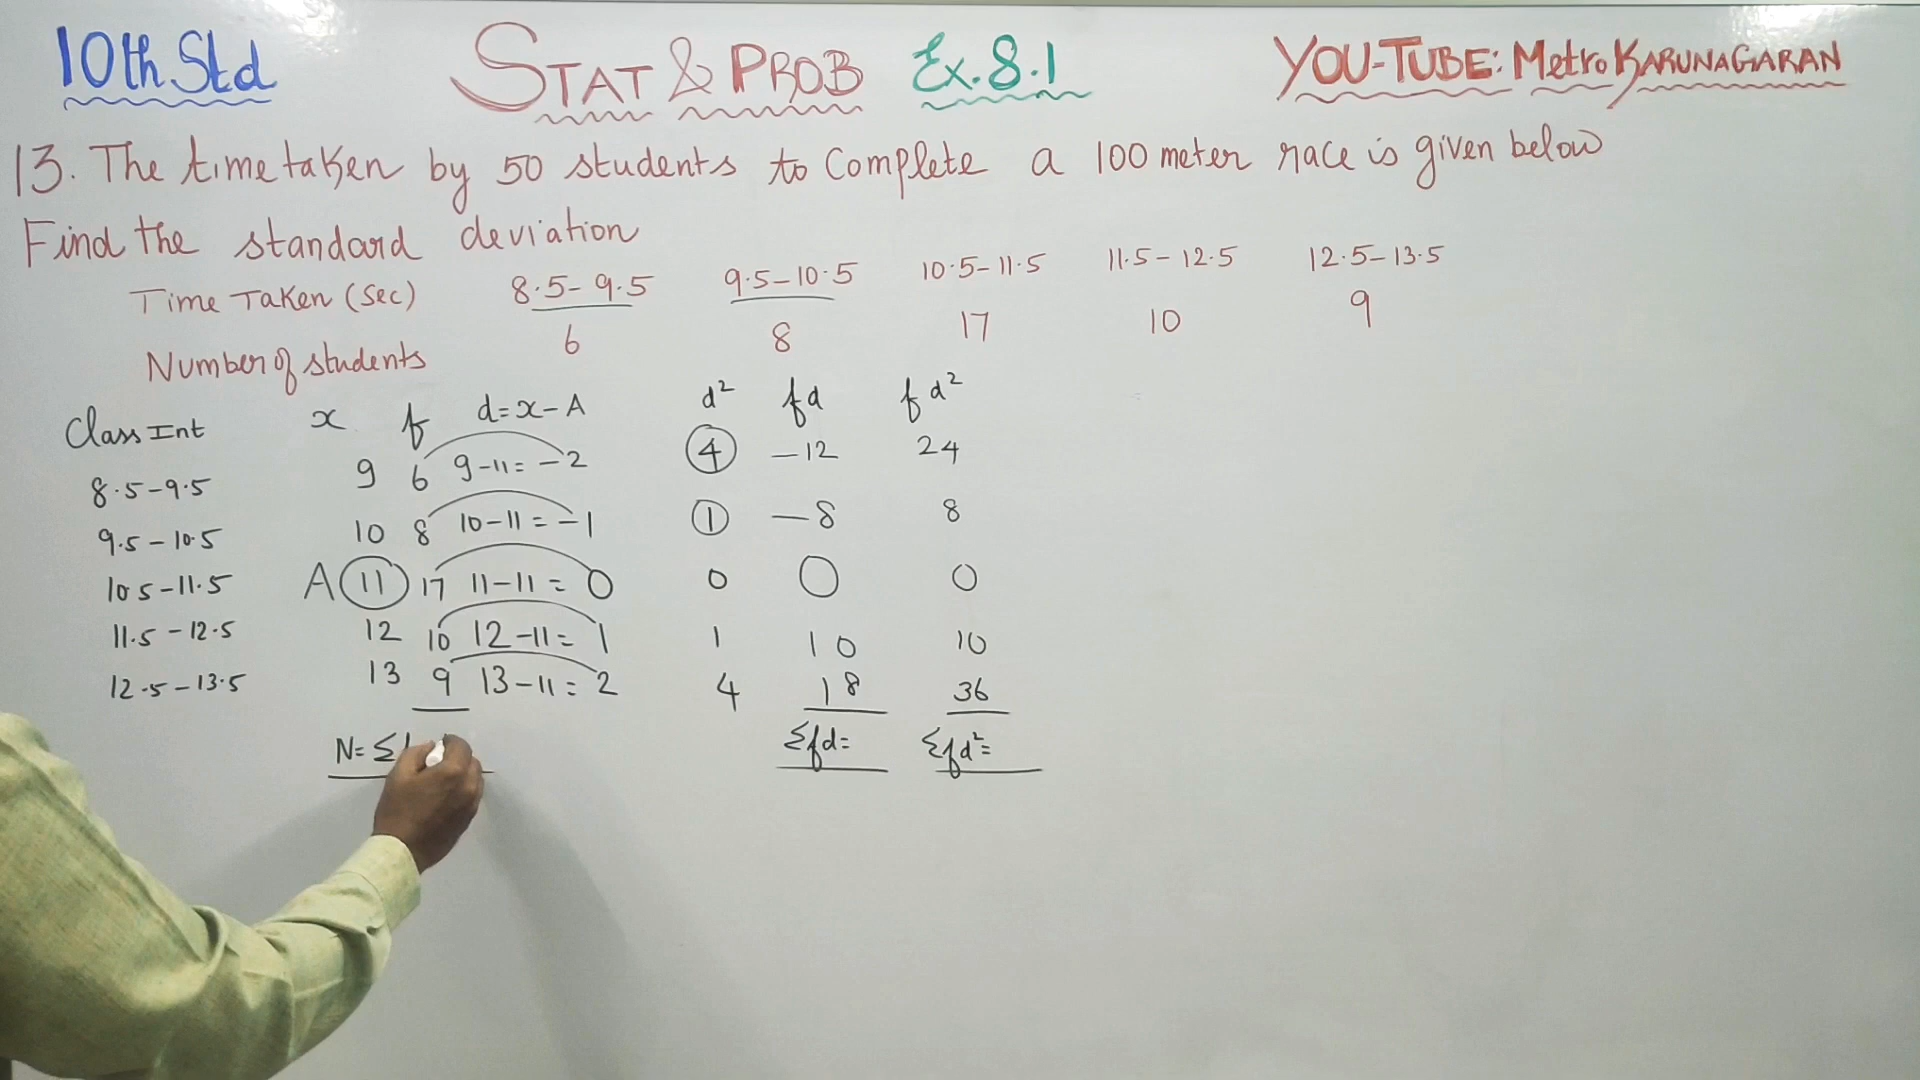 10th Std STAT & PROB Ex.8.1 YOU-TUBE: Metro KARUNAGARAN
13. The time taken by 50 students to Complete a 100 meter race is given below
Find the standard deviation
Time Taken (sec) 8.5-9.5 9.5-10.5 10.5-11.5 11.5-12.5 12.5-13.5
Number of students 6 8 17 10 9
Class Int x f d=x-A d² fd fd²
8.5-9.5 9 6 9-11=-2 4 -12 24
9.5-10.5 10 8 10-11=-1 1 -8 8
10.5-11.5 A 11 17 11-11=0 0 0 0
11.5-12.5 12 10 12-11=1 1 10 10
12.5-13.5 13 9 13-11=2 4 18 36
N=Σ Σfd= Σfd²=